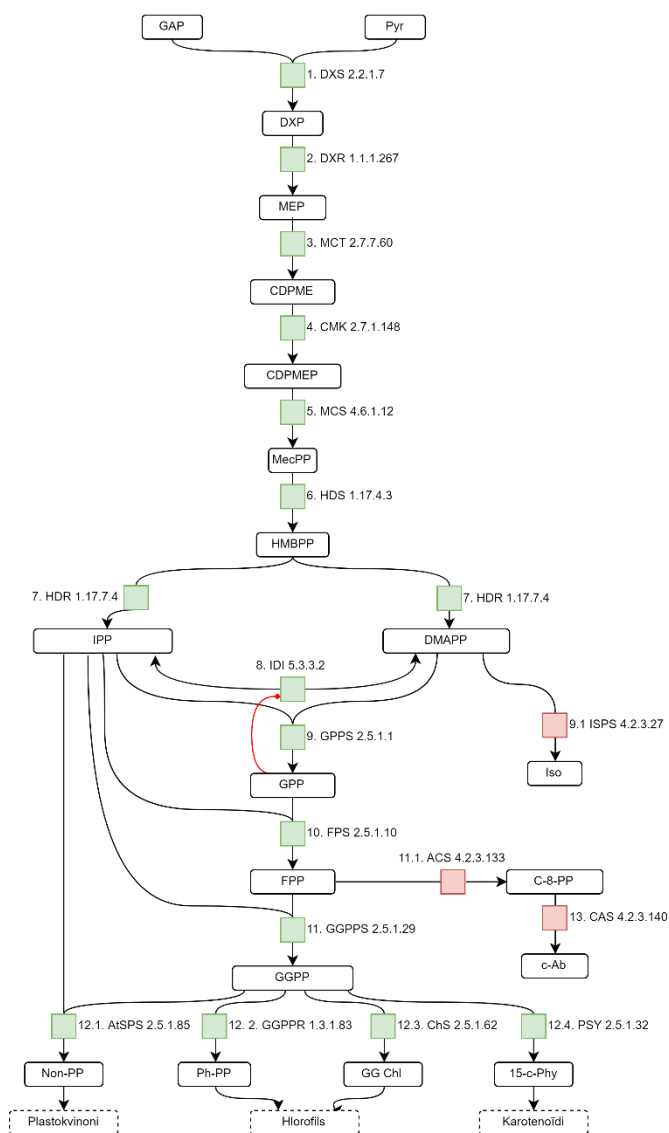 GAP
Pyr
1. DXS 2.2.1.7
DXP
2. DXR 1.1.1.267
MEP
3. MCT 2.7.7.60
CDPME
4. CMK 2.7.1.148
CDPMEP
5. MCS 4.6.1.12
MecPP
6. HDS 1.17.4.3
HMBPP
7. HDR 1.17.7.4
7. HDR 1.17.7.4
IPP
DMAPP
8. IDI 5.3.3.2
9. GPPS 2.5.1.1
9.1 ISPS 4.2.3.27
GPP
Iso
10. FPS 2.5.1.10
11.1. ACS 4.2.3.133
FPP
C-8-PP
13. CAS 4.2.3.140
11. GGPPS 2.5.1.29
c-Ab
GGPP
12.1. AtSPS 2.5.1.85
12. 2. GGPPR 1.3.1.83
12.3. ChS 2.5.1.62
12.4. PSY 2.5.1.32
Non-PP
Ph-PP
GG Chl
15-c-Phy
Plastokvinoni
Hlorofils
Karotenoīdi